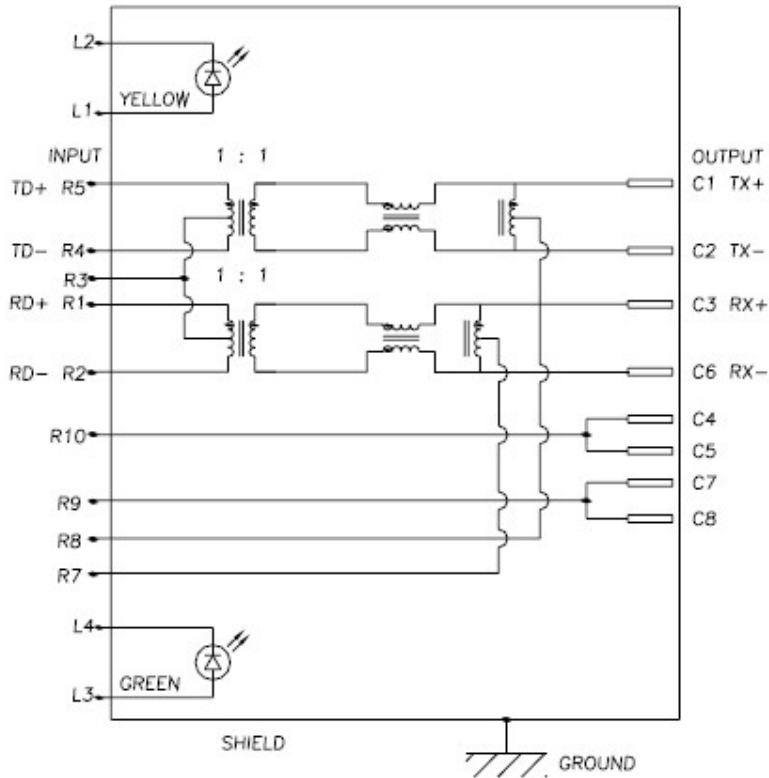 L2
L1 YELLOW
INPUT 1 : 1 OUTPUT
TD+ R5 C1 TX+
TD- R4 C2 TX-
R3 1 : 1
RD+ R1 C3 RX+
RD- R2 C6 RX-
C4
R10
C5
C7
R9
C8
R8
R7
L4
L3 GREEN
SHIELD
GROUND